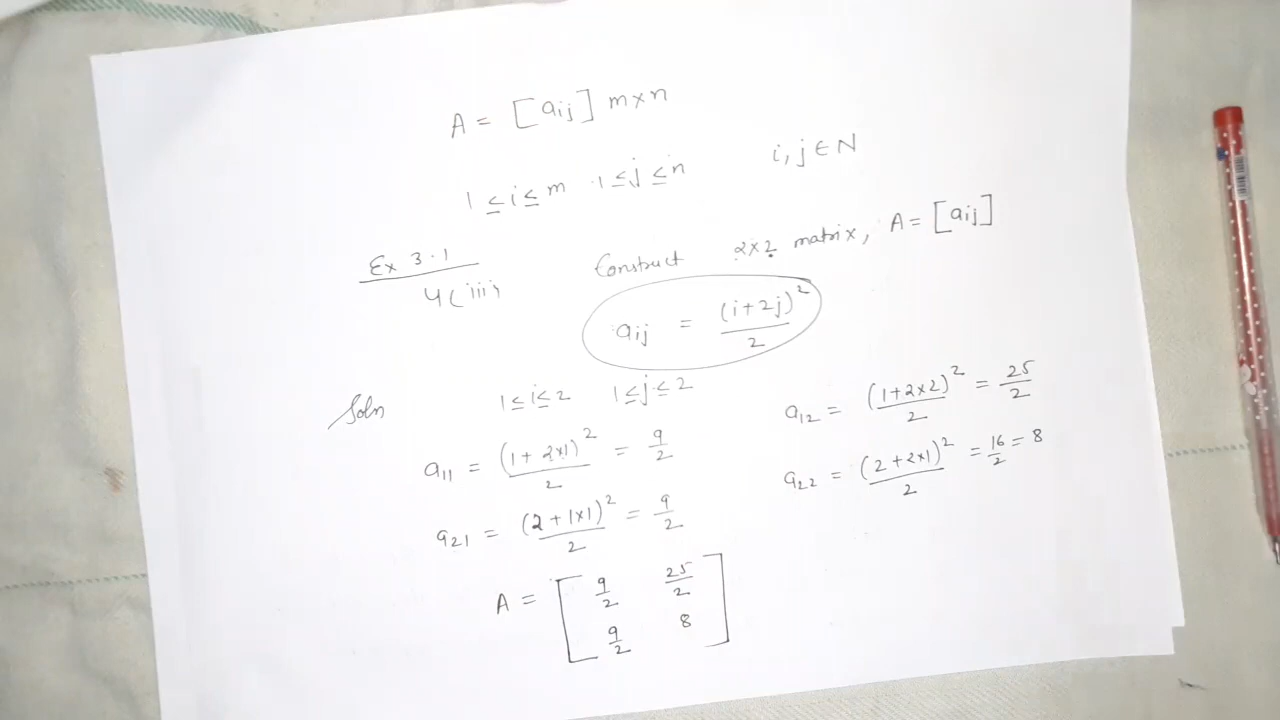 A = [aij] m×n
1 ≤ i ≤ m 1 ≤ j ≤ n i, j ∈ N
Ex 3.1
4(iii)
Construct 2×2 matrix, A = [aij]
aij = (i+2j)²/2
Soln
1 ≤ i ≤ 2 1 ≤ j ≤ 2
a11 = (1+2×1)²/2 = 9/2
a12 = (1+2×2)²/2 = 25/2
a21 = (2+1×1)²/2 = 9/2
a22 = (2+2×1)²/2 = 16/2 = 8
A = [9/2 25/2
9/2 8]